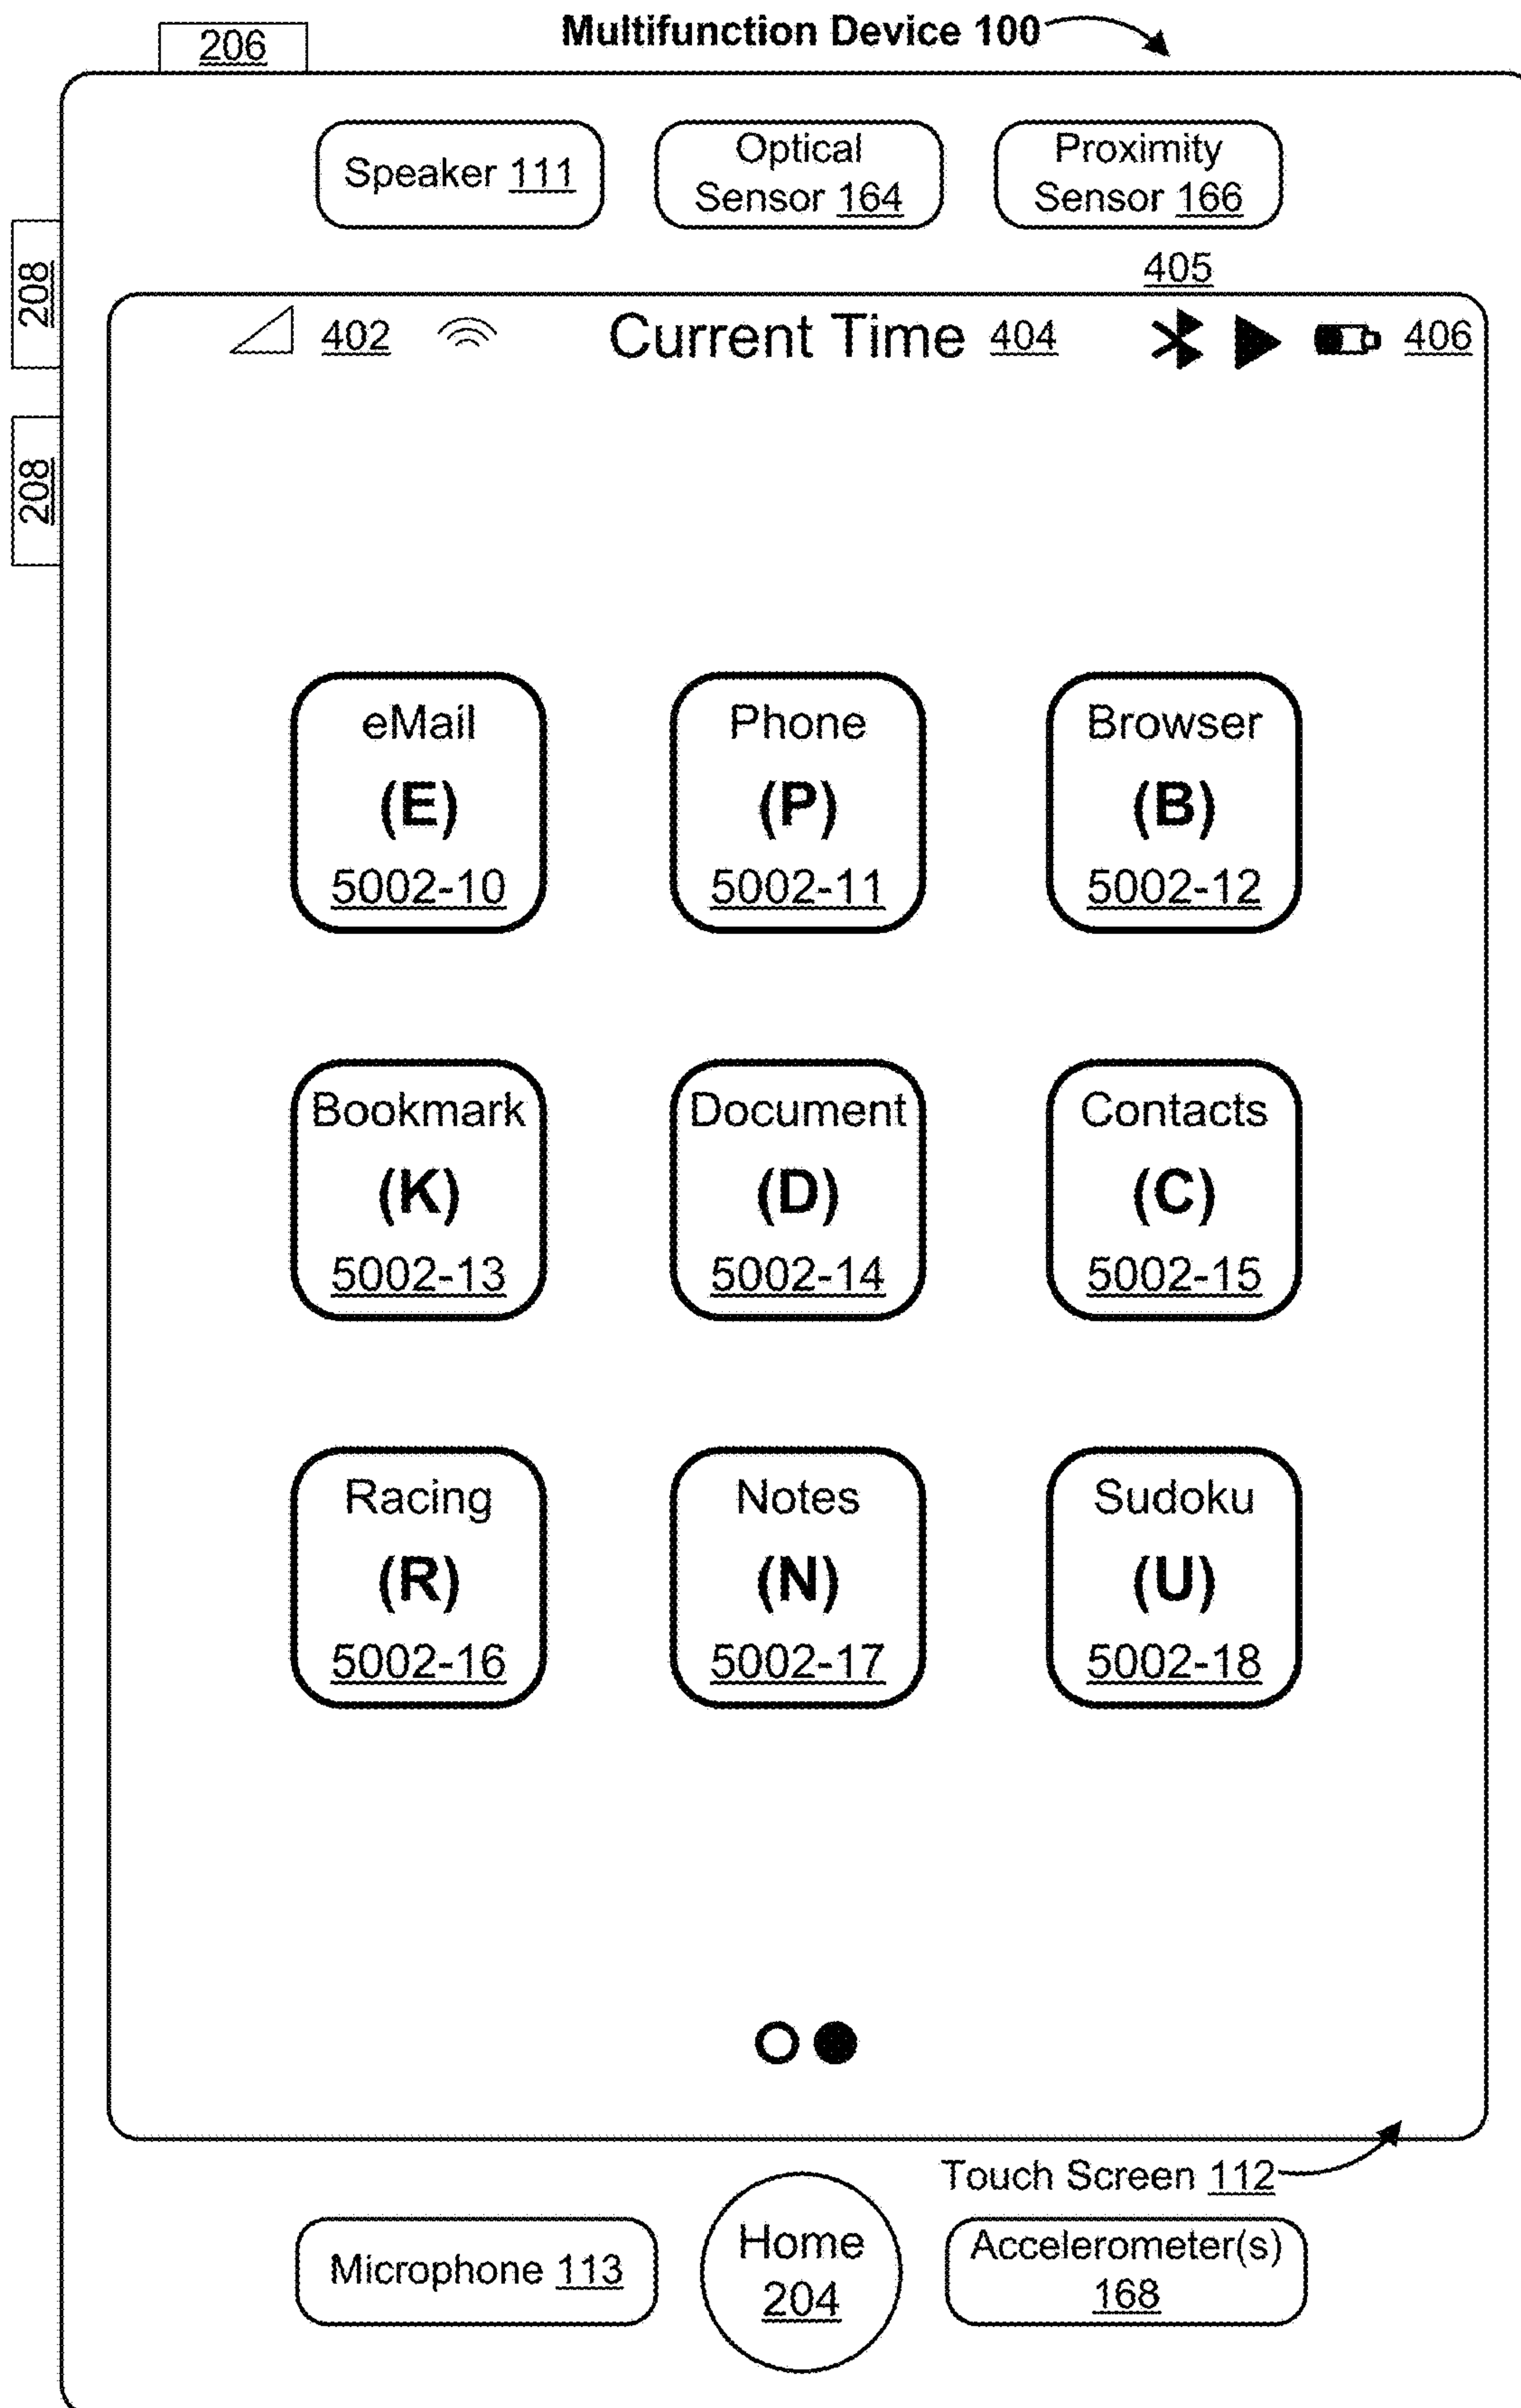 Multifunction Device 100
206
Speaker 111
Optical
Sensor 164
Proximity
Sensor 166
208
208
405
402
Current Time 404
406
eMail
(E)
5002-10
Phone
(P)
5002-11
Browser
(B)
5002-12
Bookmark
(K)
5002-13
Document
(D)
5002-14
Contacts
(C)
5002-15
Racing
(R)
5002-16
Notes
(N)
5002-17
Sudoku
(U)
5002-18
Touch Screen 112
Microphone 113
Home
204
Accelerometer(s)
168